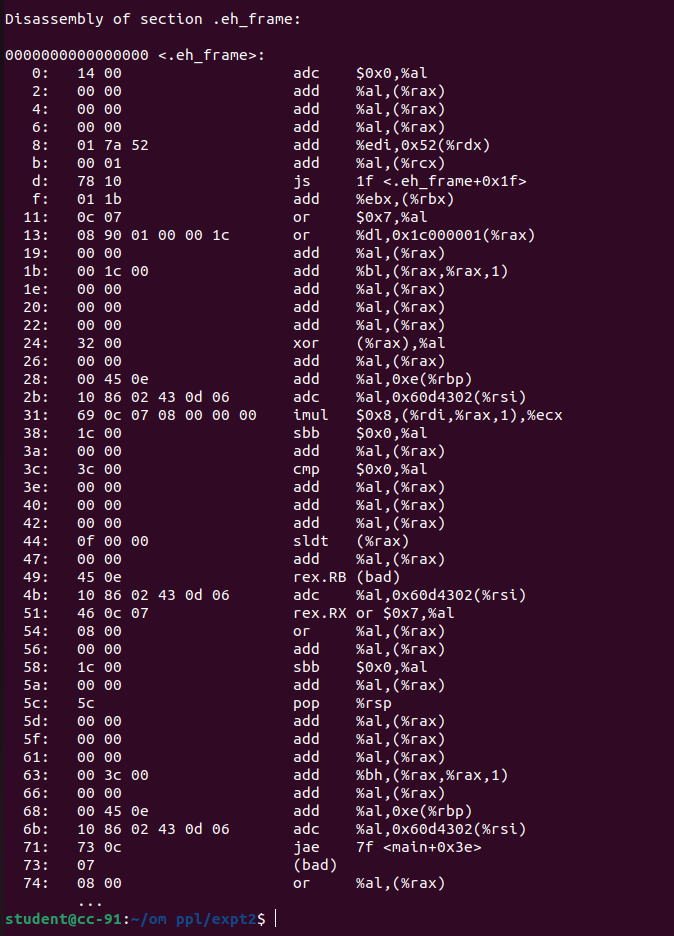 Disassembly of section .eh_frame:

0000000000000000 <.eh_frame>:
   0:	14 00                	adc    $0x0,%al
   2:	00 00                	add    %al,(%rax)
   4:	00 00                	add    %al,(%rax)
   6:	00 00                	add    %al,(%rax)
   8:	01 7a 52             	add    %edi,0x52(%rdx)
   b:	00 01                	add    %al,(%rcx)
   d:	78 10                	js     1f <.eh_frame+0x1f>
   f:	01 1b                	add    %ebx,(%rbx)
  11:	0c 07                	or     $0x7,%al
  13:	08 90 01 00 00 1c    	or     %dl,0x1c000001(%rax)
  19:	00 00                	add    %al,(%rax)
  1b:	00 1c 00             	add    %bl,(%rax,%rax,1)
  1e:	00 00                	add    %al,(%rax)
  20:	00 00                	add    %al,(%rax)
  22:	00 00                	add    %al,(%rax)
  24:	32 00                	xor    (%rax),%al
  26:	00 00                	add    %al,(%rax)
  28:	00 45 0e             	add    %al,0xe(%rbp)
  2b:	10 86 02 43 0d 06    	adc    %al,0x60d4302(%rsi)
  31:	69 0c 07 08 00 00 00 	imul   $0x8,(%rdi,%rax,1),%ecx
  38:	1c 00                	sbb    $0x0,%al
  3a:	00 00                	add    %al,(%rax)
  3c:	3c 00                	cmp    $0x0,%al
  3e:	00 00                	add    %al,(%rax)
  40:	00 00                	add    %al,(%rax)
  42:	00 00                	add    %al,(%rax)
  44:	0f 00 00             	sldt   (%rax)
  47:	00 00                	add    %al,(%rax)
  49:	45 0e                	rex.RB (bad)
  4b:	10 86 02 43 0d 06    	adc    %al,0x60d4302(%rsi)
  51:	46 0c 07             	rex.RX or $0x7,%al
  54:	08 00                	or     %al,(%rax)
  56:	00 00                	add    %al,(%rax)
  58:	1c 00                	sbb    $0x0,%al
  5a:	00 00                	add    %al,(%rax)
  5c:	5c                   	pop    %rsp
  5d:	00 00                	add    %al,(%rax)
  5f:	00 00                	add    %al,(%rax)
  61:	00 00                	add    %al,(%rax)
  63:	00 3c 00             	add    %bh,(%rax,%rax,1)
  66:	00 00                	add    %al,(%rax)
  68:	00 45 0e             	add    %al,0xe(%rbp)
  6b:	10 86 02 43 0d 06    	adc    %al,0x60d4302(%rsi)
  71:	73 0c                	jae    7f <main+0x3e>
  73:	07                   	(bad)
  74:	08 00                	or     %al,(%rax)
	...
student@cc-91:~/om ppl/expt2$